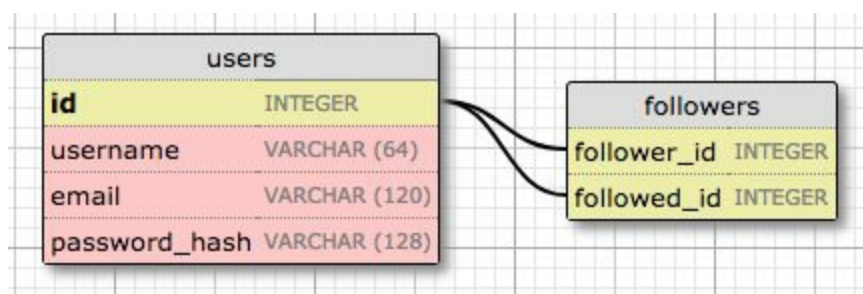 users
id INTEGER
username VARCHAR (64)
email VARCHAR (120)
password_hash VARCHAR (128)
followers
follower_id INTEGER
followed_id INTEGER